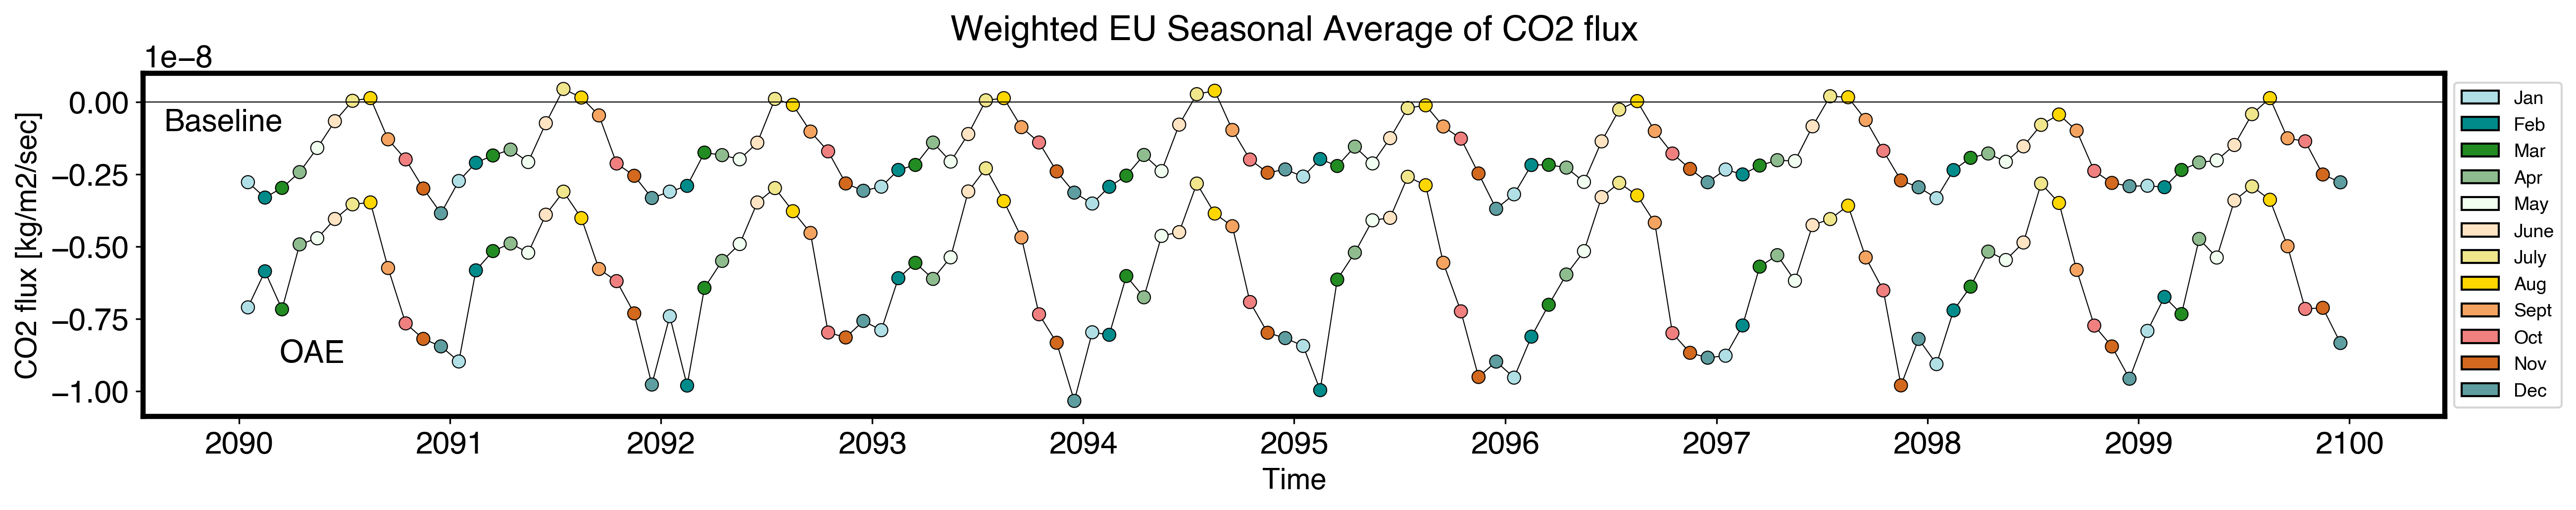 Weighted EU Seasonal Average of CO2 flux
1e−8
0.00
−0.25
−0.50
−0.75
−1.00
CO2 flux [kg/m2/sec]
Baseline
OAE
2090 2091 2092 2093 2094 2095 2096 2097 2098 2099 2100
Time
Jan
Feb
Mar
Apr
May
June
July
Aug
Sept
Oct
Nov
Dec